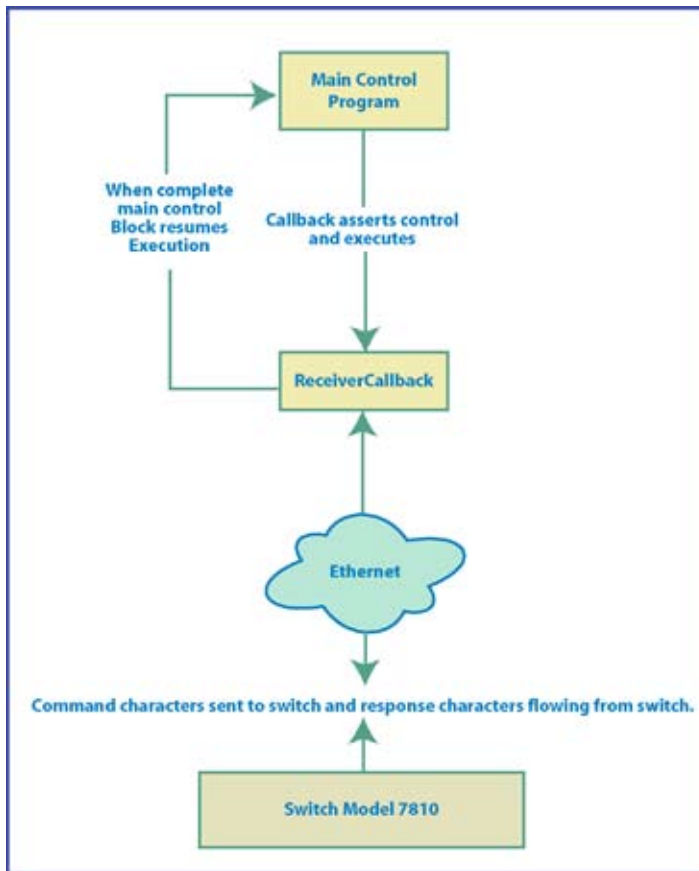 Main Control
Program
When complete
main control
Block resumes
Execution
Callback asserts control
and executes
ReceiverCallback
Ethernet
Command characters sent to switch and response characters flowing from switch.
Switch Model 7810